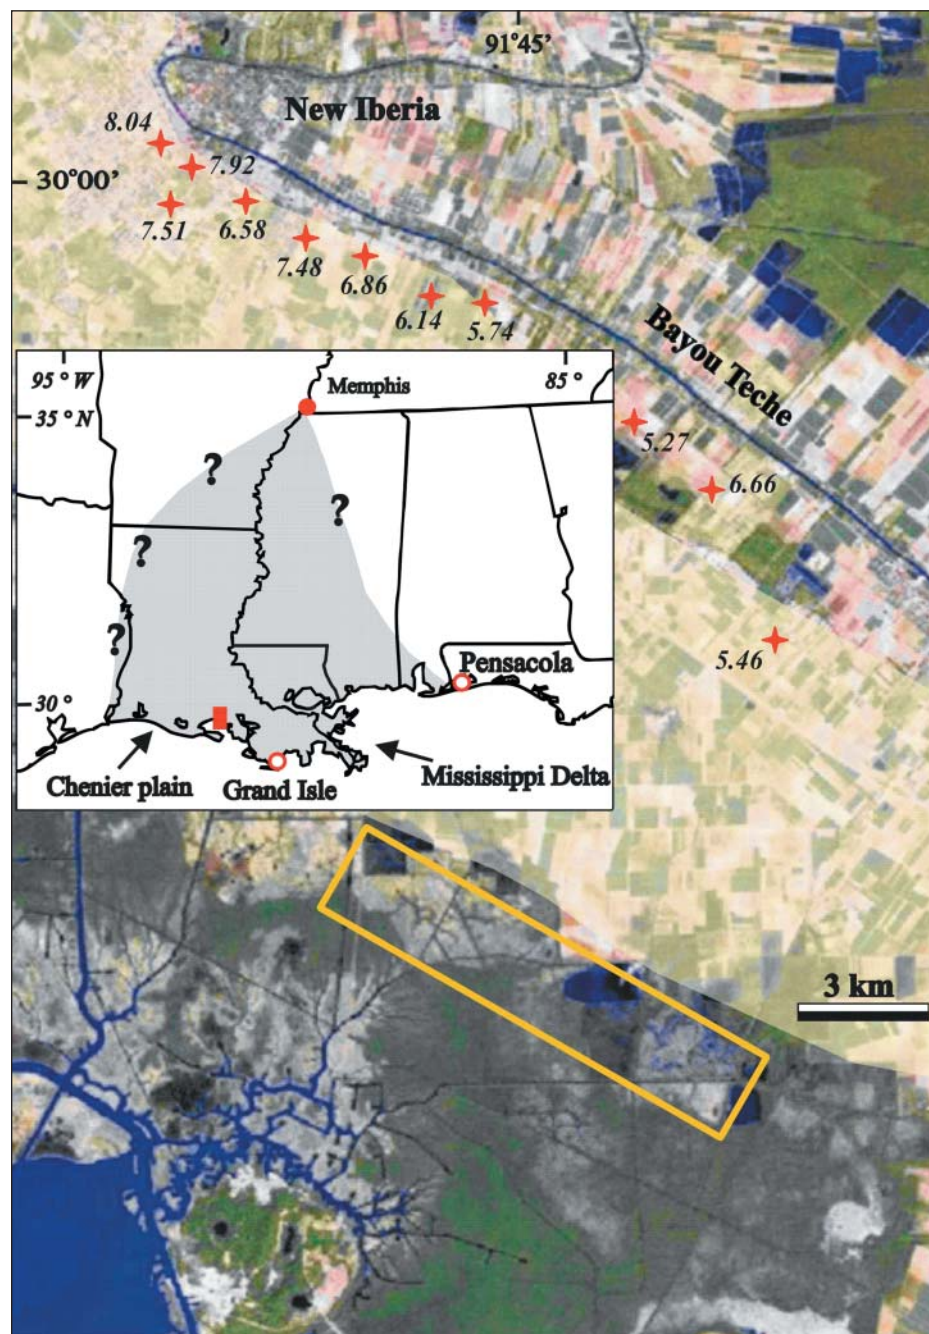 91°45’
New Iberia
8.04
7.92
30°00’
7.51
6.58
7.48
6.86
6.14
5.74
Bayou Teche
95 ° W
85 °
Memphis
35 ° N
5.27
?
6.66
?
?
?
5.46
Pensacola
30 °
Chenier plain
Grand Isle
Mississippi Delta
3 km